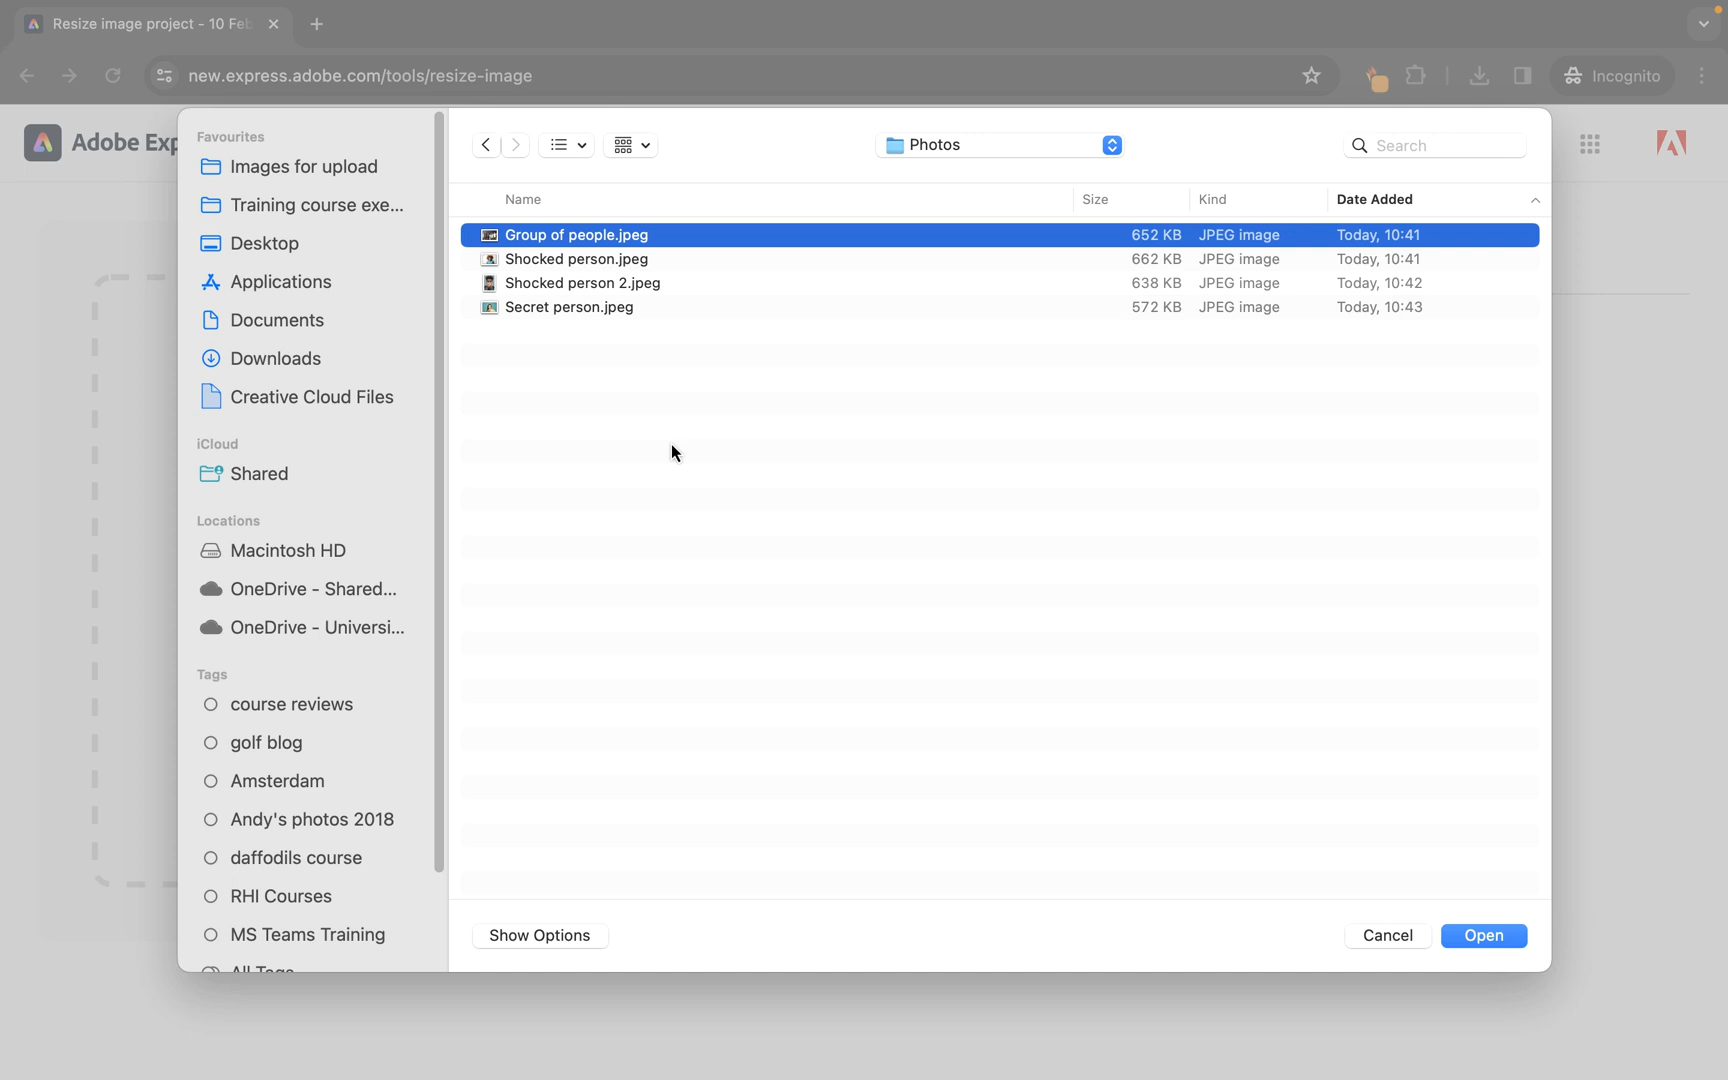 Resize image project - 10 Feb
new.express.adobe.com/tools/resize-image
Incognito
Adobe Exp
Favourites
Images for upload
Training course exe...
Desktop
Applications
Documents
Downloads
Creative Cloud Files
iCloud
Shared
Locations
Macintosh HD
OneDrive - Shared...
OneDrive - Universi...
Tags
course reviews
golf blog
Amsterdam
Andy's photos 2018
daffodils course
RHI Courses
MS Teams Training
All Tags
Photos
Search
Name Size Kind Date Added
Group of people.jpeg 652 KB JPEG image Today, 10:41
Shocked person.jpeg 662 KB JPEG image Today, 10:41
Shocked person 2.jpeg 638 KB JPEG image Today, 10:42
Secret person.jpeg 572 KB JPEG image Today, 10:43
Show Options
Cancel
Open